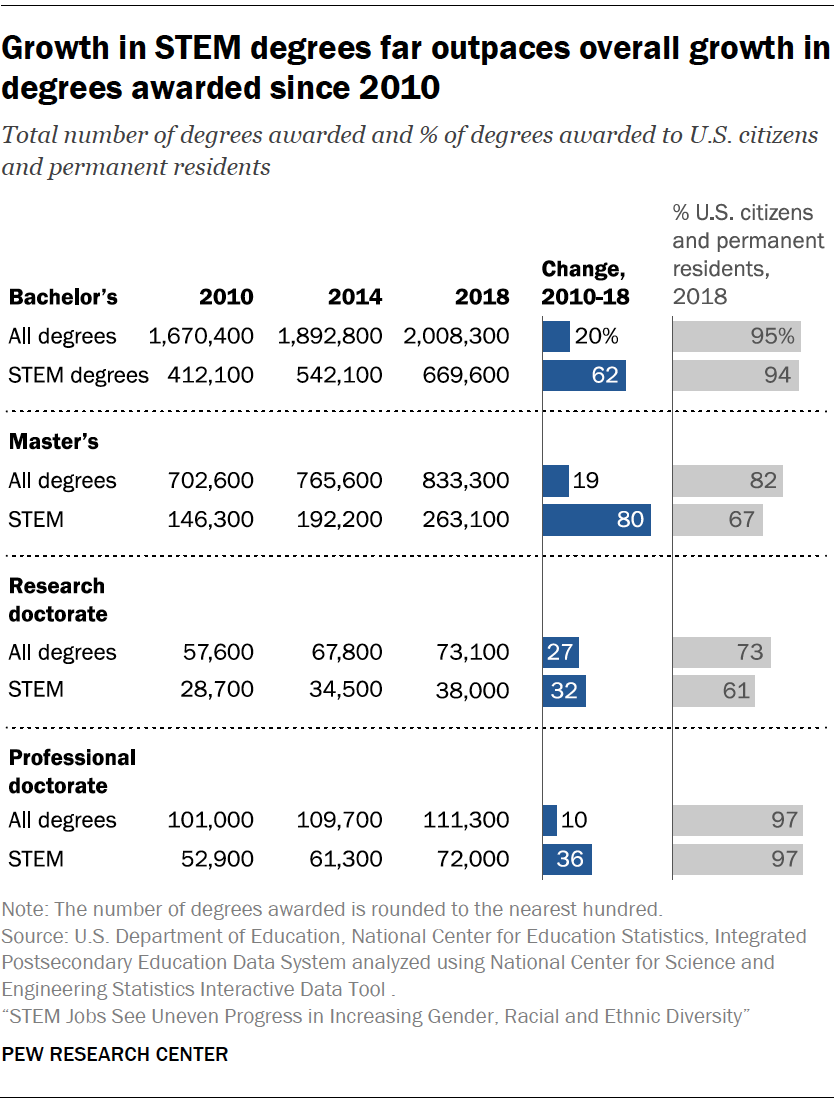 Growth in STEM degrees far outpaces overall growth in
degrees awarded since 2010
Total number of degrees awarded and % of degrees awarded to U.S. citizens
and permanent residents
% U.S. citizens
and permanent
Change, residents,
Bachelor's 2010 2014 2018 2010-18 2018
All degrees 1,670,400 1,892,800 2,008,300 20% 95%
STEM degrees 412,100 542,100 669,600 62 94
Master's
All degrees 702,600 765,600 833,300 19 82
STEM 146,300 192,200 263,100 80 67
Research
doctorate
All degrees 57,600 67,800 73,100 27 73
STEM 28,700 34,500 38,000 32 61
Professional
doctorate
All degrees 101,000 109,700 111,300 10 97
STEM 52,900 61,300 72,000 36 97
Note: The number of degrees awarded is rounded to the nearest hundred.
Source: U.S. Department of Education, National Center for Education Statistics, Integrated
Postsecondary Education Data System analyzed using National Center for Science and
Engineering Statistics Interactive Data Tool .
“STEM Jobs See Uneven Progress in Increasing Gender, Racial and Ethnic Diversity”
PEW RESEARCH CENTER